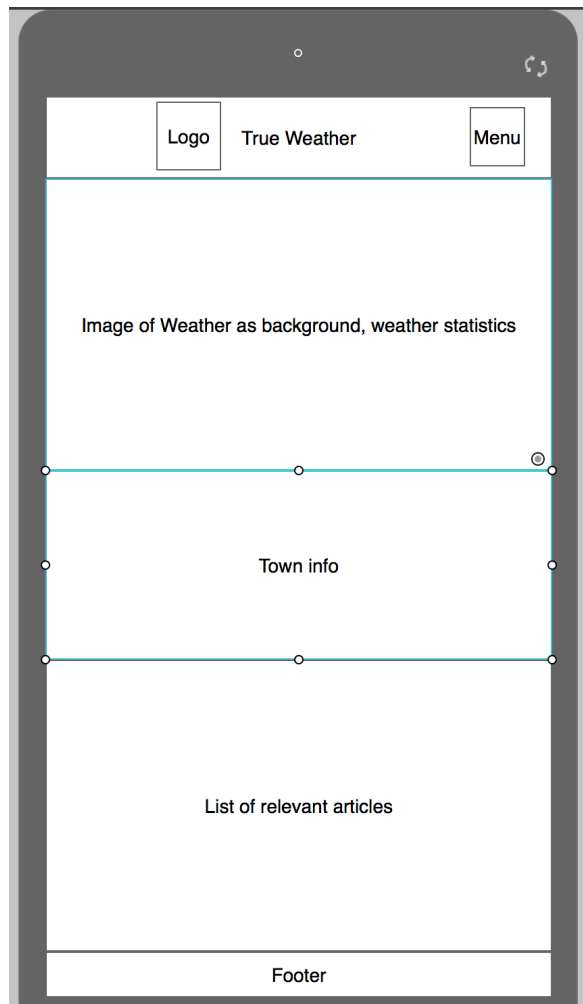 Logo
True Weather
Menu
Image of Weather as background, weather statistics
Town info
List of relevant articles
Footer